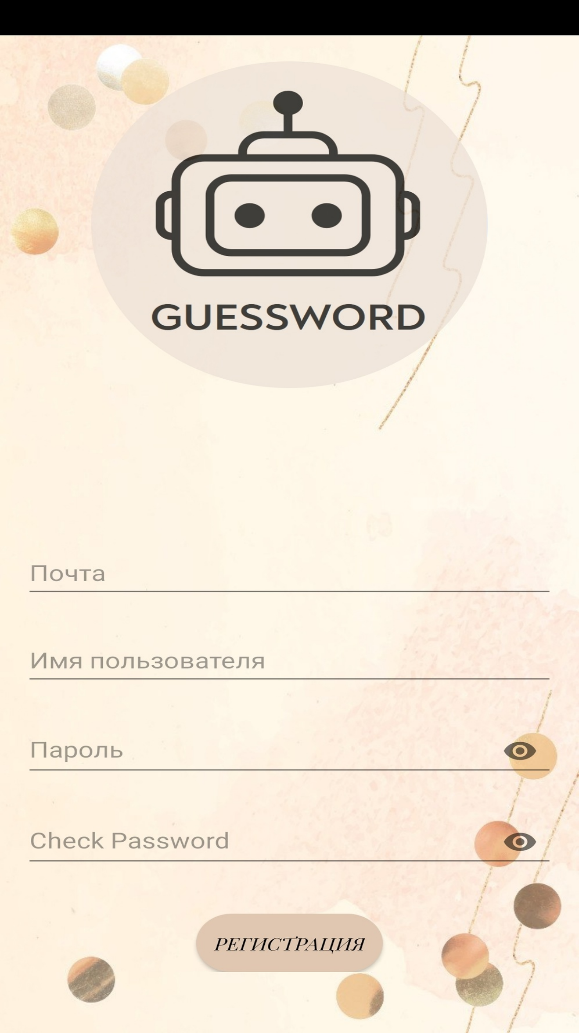 GUESSWORD
Почта
Имя пользователя
Пароль
Check Password
РЕГИСТРАЦИЯ